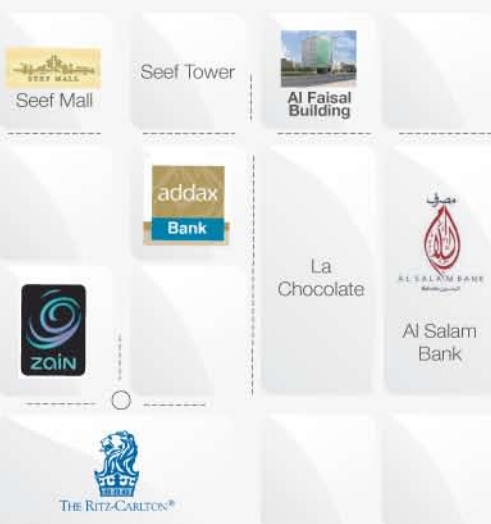 SEEF MALL
Seef Mall
Seef Tower
Al Faisal
Building
addax
Bank
La
Chocolate
مصرف
AL SALAM BANK
Al Salam
Bank
ZaiN
THE RITZ-CARLTON®